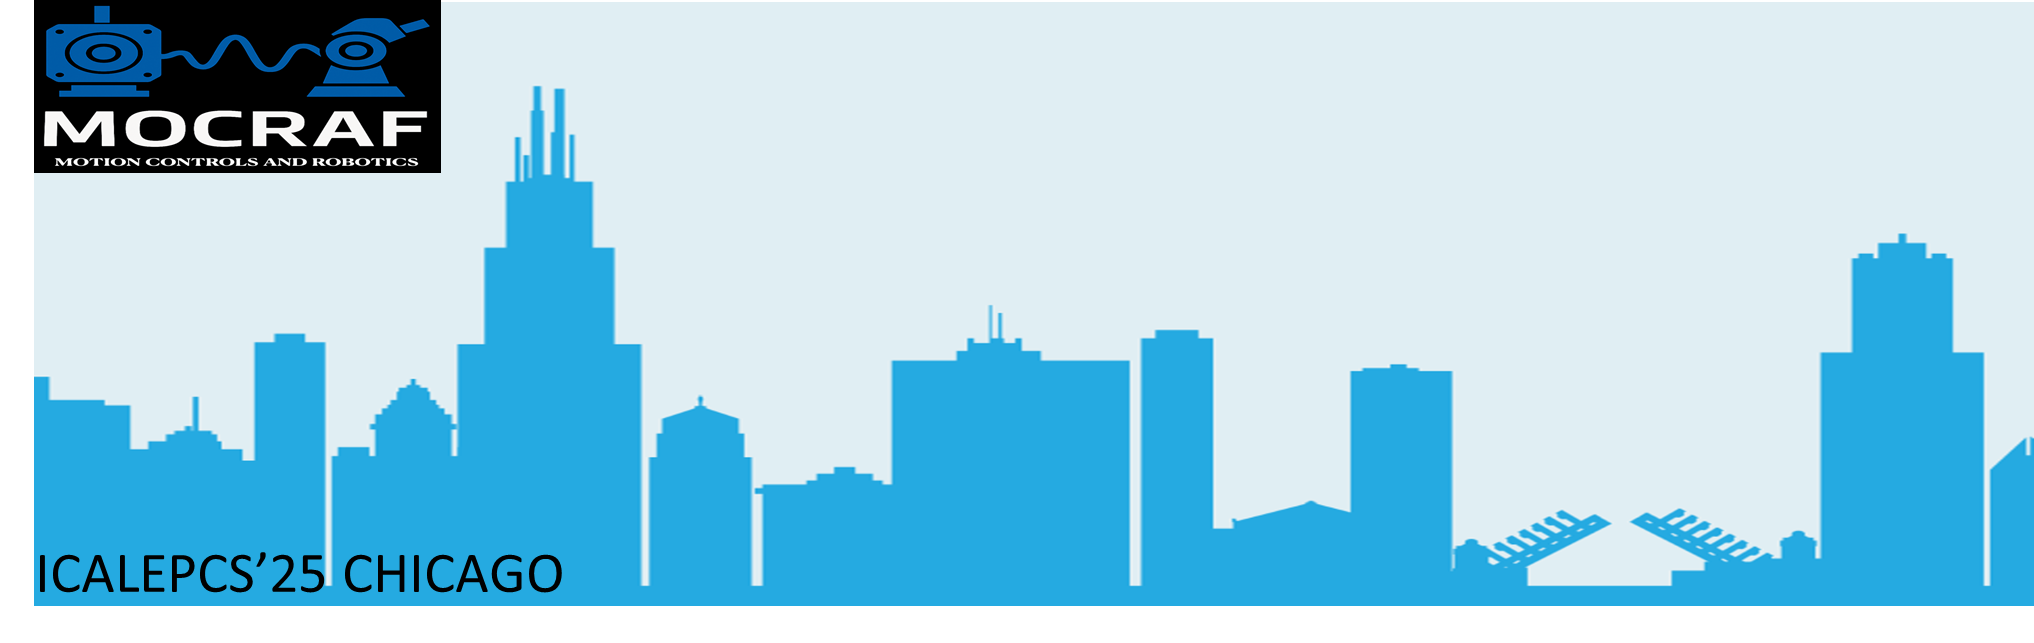 MOCRAF
MOTION CONTROLS AND ROBOTICS
ICALEPCS’25 CHICAGO